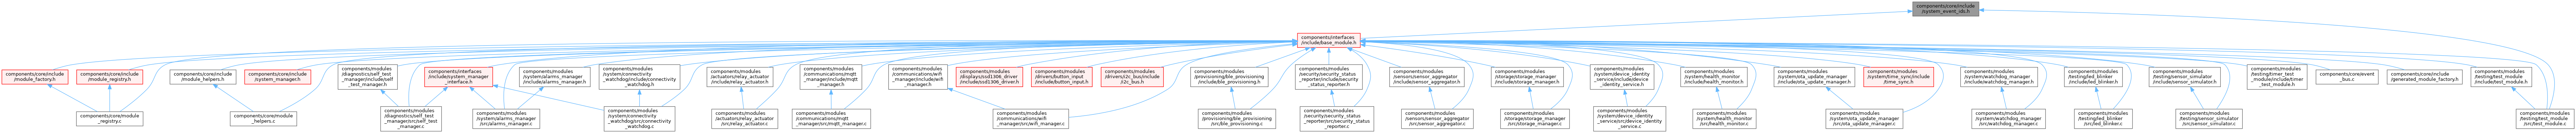 components/core/include
/system_event_ids.h
components/interfaces
/include/base_module.h
components/core/include
/module_factory.h
components/core/include
/module_registry.h
components/core/include
/module_helpers.h
components/core/include
/system_manager.h
components/modules
/diagnostics/self_test
_manager/include/self
_test_manager.h
components/interfaces
/include/system_manager
_interface.h
components/modules
/system/alarms_manager
/include/alarms_manager.h
components/modules
/system/connectivity
_watchdog/include/connectivity
_watchdog.h
components/modules
/actuators/relay_actuator
/include/relay_actuator.h
components/modules
/communications/mqtt
_manager/include/mqtt
_manager.h
components/modules
/communications/wifi
_manager/include/wifi
_manager.h
components/modules
/displays/ssd1306_driver
/include/ssd1306_driver.h
components/modules
/drivers/button_input
/include/button_input.h
components/modules
/drivers/i2c_bus/include
/i2c_bus.h
components/modules
/provisioning/ble_provisioning
/include/ble_provisioning.h
components/modules
/security/security_status
_reporter/include/security
_status_reporter.h
components/modules
/sensors/sensor_aggregator
/include/sensor_aggregator.h
components/modules
/storage/storage_manager
/include/storage_manager.h
components/modules
/system/device_identity
_service/include/device
_identity_service.h
components/modules
/system/health_monitor
/include/health_monitor.h
components/modules
/system/ota_update_manager
/include/ota_update_manager.h
components/modules
/system/time_sync/include
/time_sync.h
components/modules
/system/watchdog_manager
/include/watchdog_manager.h
components/modules
/testing/led_blinker
/include/led_blinker.h
components/modules
/testing/sensor_simulator
/include/sensor_simulator.h
components/modules
/testing/timer_test
_module/include/timer
_test_module.h
components/core/event
_bus.c
components/core/include
/generated_module_factory.h
components/modules
/testing/test_module
/include/test_module.h
components/core/module
_registry.c
components/core/module
_helpers.c
components/modules
/diagnostics/self_test
_manager/src/self_test
_manager.c
components/modules
/system/alarms_manager
/src/alarms_manager.c
components/modules
/system/connectivity
_watchdog/src/connectivity
_watchdog.c
components/modules
/actuators/relay_actuator
/src/relay_actuator.c
components/modules
/communications/mqtt
_manager/src/mqtt_manager.c
components/modules
/communications/wifi
_manager/src/wifi_manager.c
components/modules
/provisioning/ble_provisioning
/src/ble_provisioning.c
components/modules
/security/security_status
_reporter/src/security_status
_reporter.c
components/modules
/sensors/sensor_aggregator
/src/sensor_aggregator.c
components/modules
/storage/storage_manager
/src/storage_manager.c
components/modules
/system/device_identity
_service/src/device_identity
_service.c
components/modules
/system/health_monitor
/src/health_monitor.c
components/modules
/system/ota_update_manager
/src/ota_update_manager.c
components/modules
/system/watchdog_manager
/src/watchdog_manager.c
components/modules
/testing/led_blinker
/src/led_blinker.c
components/modules
/testing/sensor_simulator
/src/sensor_simulator.c
components/modules
/testing/test_module
/src/test_module.c